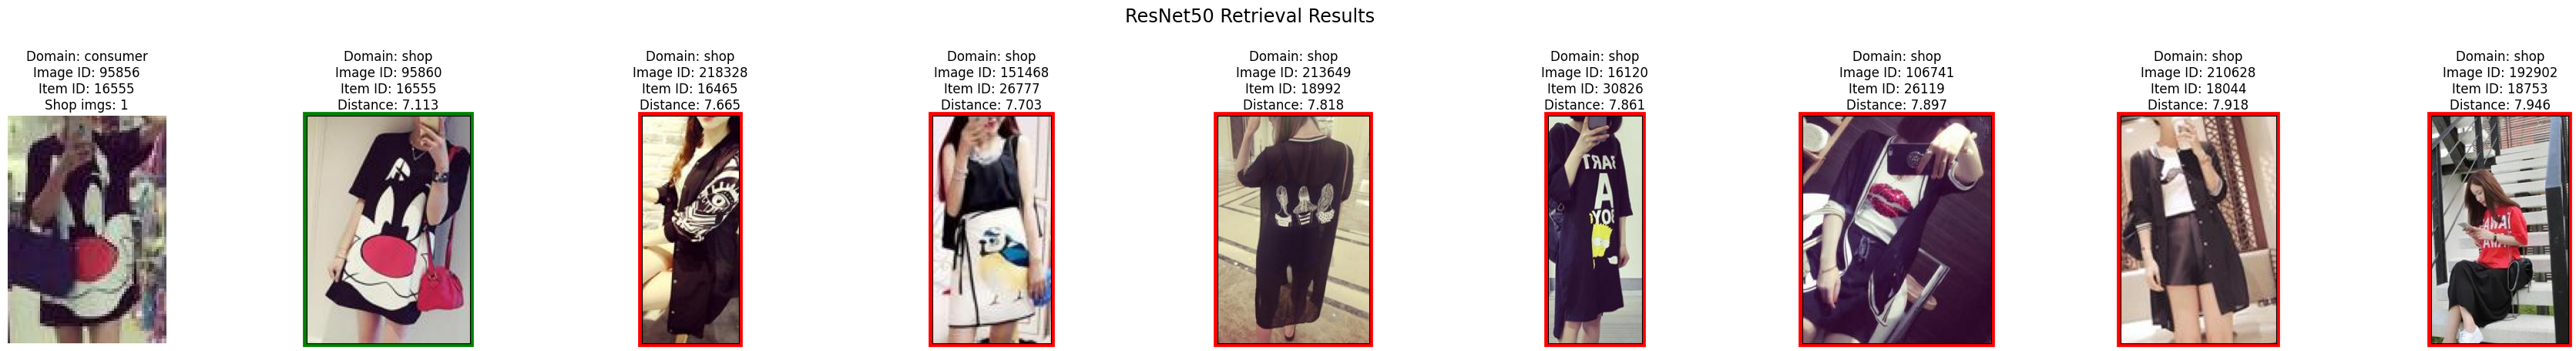 ResNet50 Retrieval Results
Domain: consumer
Image ID: 95856
Item ID: 16555
Shop imgs: 1
Domain: shop
Image ID: 95860
Item ID: 16555
Distance: 7.113
Domain: shop
Image ID: 218328
Item ID: 16465
Distance: 7.665
Domain: shop
Image ID: 151468
Item ID: 26777
Distance: 7.703
Domain: shop
Image ID: 213649
Item ID: 18992
Distance: 7.818
Domain: shop
Image ID: 16120
Item ID: 30826
Distance: 7.861
A
Domain: shop
Image ID: 106741
Item ID: 26119
Distance: 7.897
Domain: shop
Image ID: 210628
Item ID: 18044
Distance: 7.918
Domain: shop
Image ID: 192902
Item ID: 18753
Distance: 7.946